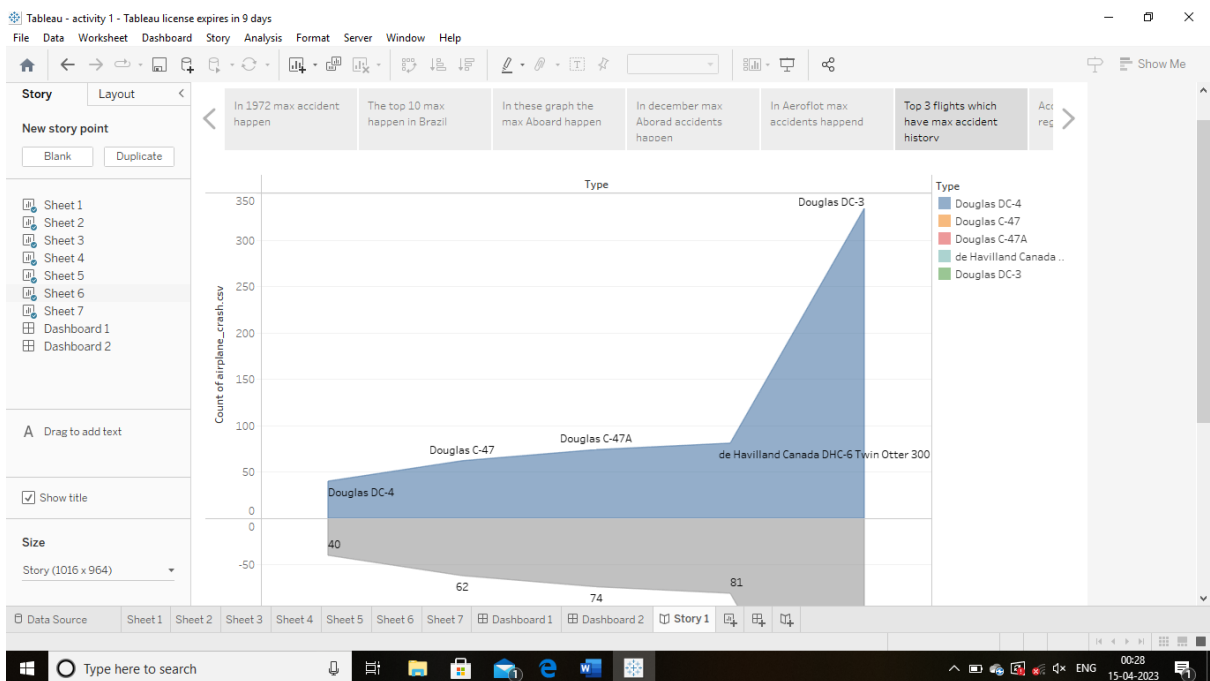 Tableau - activity 1 - Tableau license expires in 9 days
File Data Worksheet Dashboard Story Analysis Format Server Window Help
Show Me
Story Layout
New story point
Blank Duplicate
Sheet 1
Sheet 2
Sheet 3
Sheet 4
Sheet 5
Sheet 6
Sheet 7
Dashboard 1
Dashboard 2
A Drag to add text
Show title
Size
Story (1016 x 964)
In 1972 max accident
happen
The top 10 max
happen in Brazil
In these graph the
max Aboard happen
In december max
Aborad accidents
happen
In Aeroflot max
accidents happend
Top 3 flights which
have max accident
history
Type
350
300
250
200
150
100
50
0
0
-50
Count of airplane_crash.csv
Douglas DC-3
Douglas C-47
Douglas C-47A
de Havilland Canada DHC-6 Twin Otter 300
Douglas DC-4
40
62
74
81
Type
Douglas DC-4
Douglas C-47
Douglas C-47A
de Havilland Canada ..
Douglas DC-3
Data Source Sheet 1 Sheet 2 Sheet 3 Sheet 4 Sheet 5 Sheet 6 Sheet 7 Dashboard 1 Dashboard 2 Story 1
Type here to search
ENG
00:28
15-04-2023